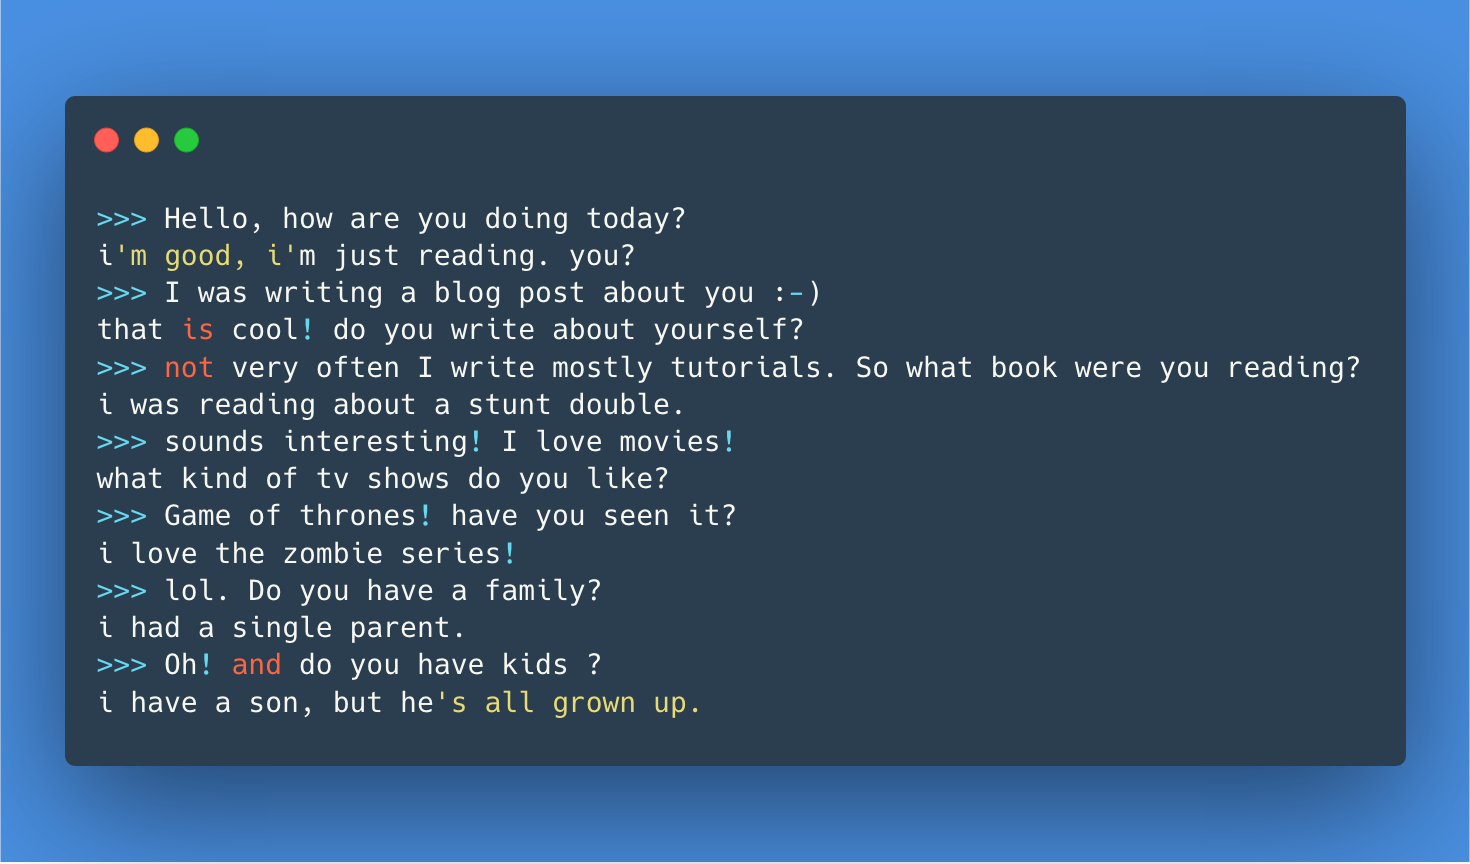 >>> Hello, how are you doing today?
i'm good, i'm just reading. you?
>>> I was writing a blog post about you :-)
that is cool! do you write about yourself?
>>> not very often I write mostly tutorials. So what book were you reading?
i was reading about a stunt double.
>>> sounds interesting! I love movies!
what kind of tv shows do you like?
>>> Game of thrones! have you seen it?
i love the zombie series!
>>> lol. Do you have a family?
i had a single parent.
>>> Oh! and do you have kids ?
i have a son, but he's all grown up.